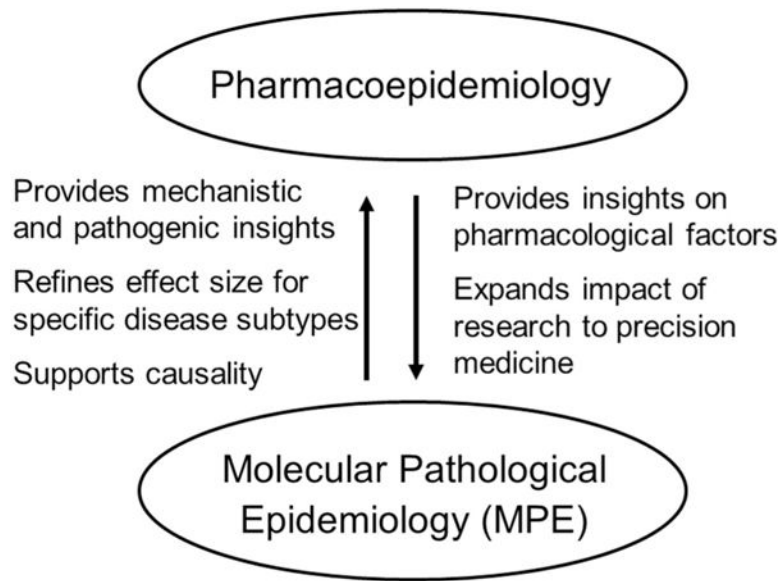 Pharmacoepidemiology
Provides mechanistic
and pathogenic insights
Refines effect size for
specific disease subtypes
Supports causality
Provides insights on
pharmacological factors
Expands impact of
research to precision
medicine
Molecular Pathological
Epidemiology (MPE)